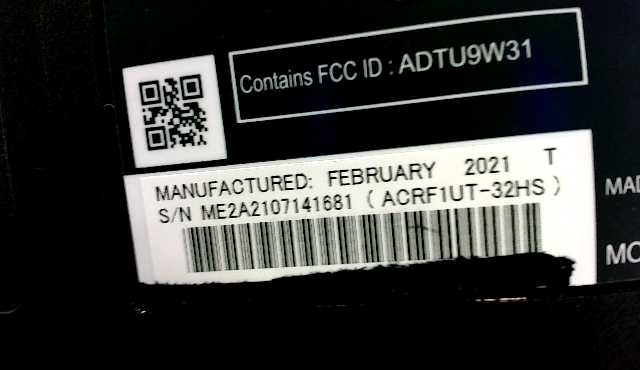 Contains FCC ID : ADTU9W31
MANUFACTURED: FEBRUARY 2021 T
S/N ME2A2107141681 ( ACRF1UT-32HS )